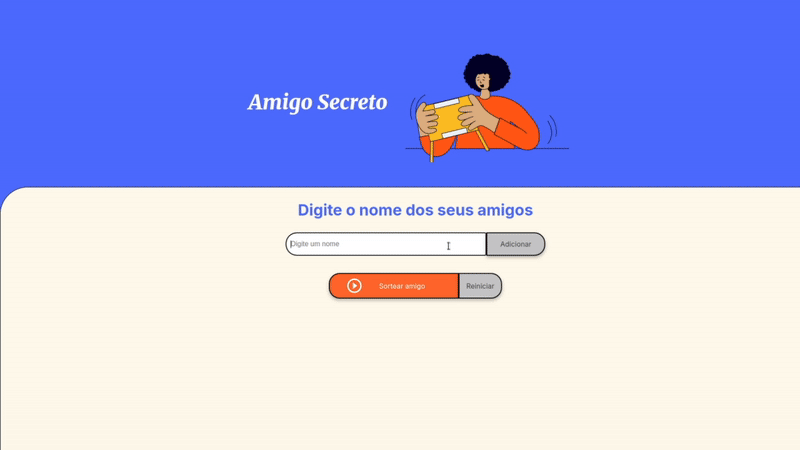 Amigo Secreto
Digite o nome dos seus amigos
Digite um nome
Adicionar
Sortear amigo
Reiniciar